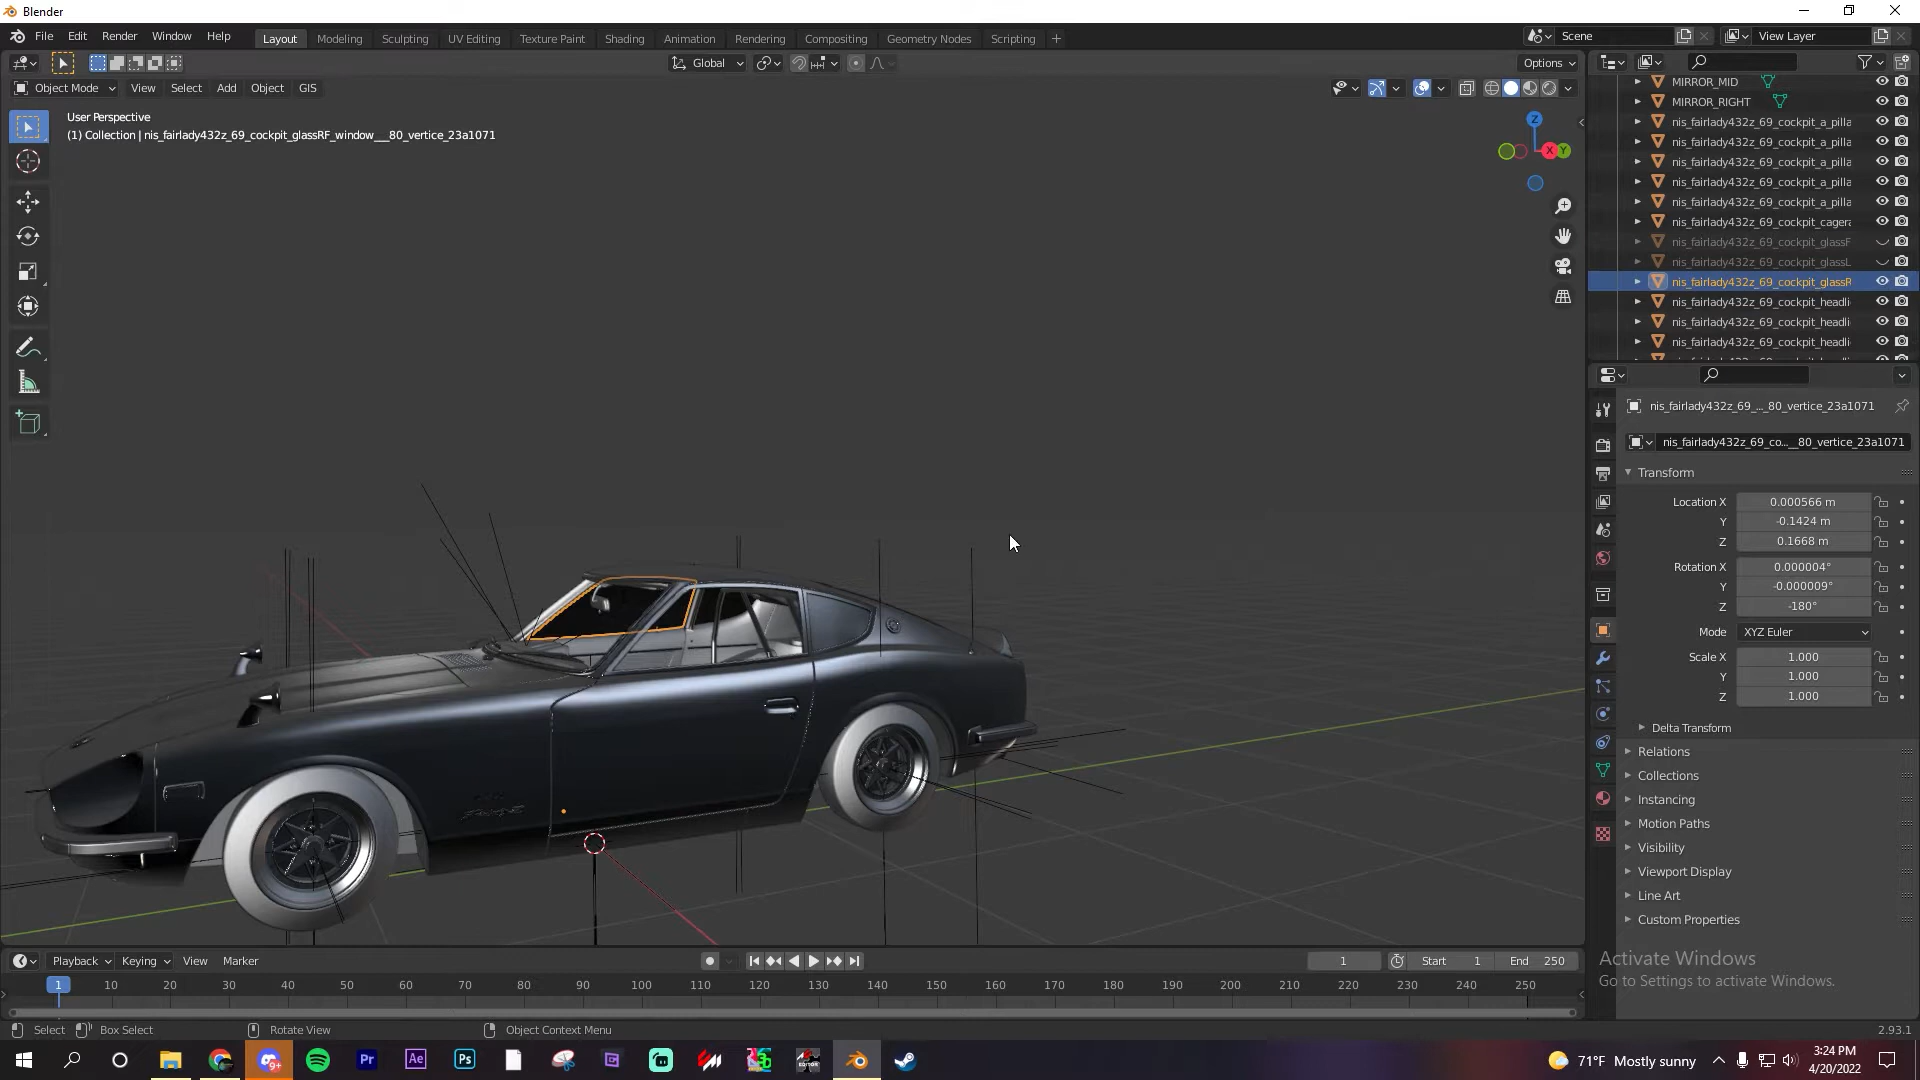 Blender
File Edit Render Window Help
Layout Modeling Sculpting UV Editing Texture Paint Shading Animation Rendering Compositing Geometry Nodes Scripting +
Scene
View Layer
Global
Options
Object Mode View Select Add Object GIS
User Perspective
(1) Collection | nis_fairlady432z_69_cockpit_glassRF_window___80_vertice_23a1071
Z
X
Y
MIRROR_MID
MIRROR_RIGHT
nis_fairlady432z_69_cockpit_a_pilla
nis_fairlady432z_69_cockpit_a_pilla
nis_fairlady432z_69_cockpit_a_pilla
nis_fairlady432z_69_cockpit_a_pilla
nis_fairlady432z_69_cockpit_a_pilla
nis_fairlady432z_69_cockpit_cagera
nis_fairlady432z_69_cockpit_glassF
nis_fairlady432z_69_cockpit_glassL
nis_fairlady432z_69_cockpit_glassR
nis_fairlady432z_69_cockpit_headli
nis_fairlady432z_69_cockpit_headli
nis_fairlady432z_69_cockpit_headli
nis_fairlady432z_69_..._80_vertice_23a1071
nis_fairlady432z_69_co...__80_vertice_23a1071
Transform
Location X 0.000566 m
Y -0.1424 m
Z 0.1668 m
Rotation X 0.000004°
Y -0.000009°
Z -180°
Mode XYZ Euler
Scale X 1.000
Y 1.000
Z 1.000
Delta Transform
Relations
Collections
Instancing
Motion Paths
Visibility
Viewport Display
Line Art
Custom Properties
Activate Windows
Go to Settings to activate Windows.
Playback Keying View Marker
1
Start 1
End 250
1 10 20 30 40 50 60 70 80 90 100 110 120 130 140 150 160 170 180 190 200 210 220 230 240 250
Select Box Select Rotate View Object Context Menu
2.93.1
9+
Pr
Ae
Ps
EDITOR
71°F Mostly sunny
3:24 PM
4/20/2022